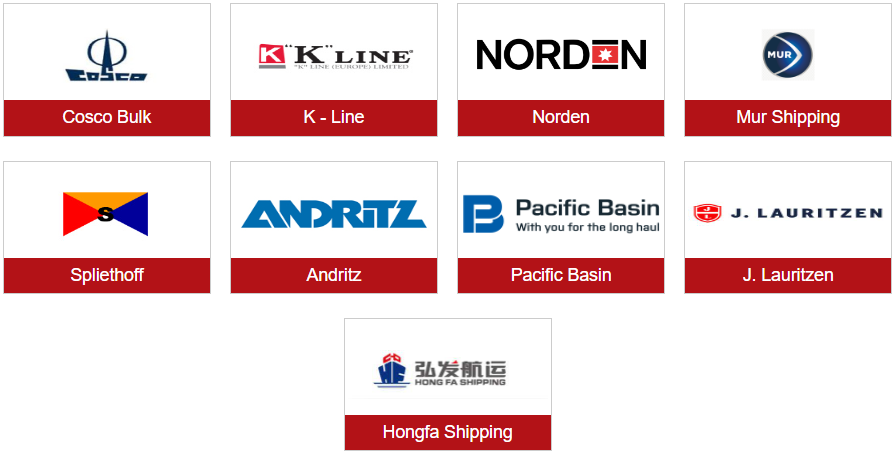 COSCO
Cosco Bulk
K "K" LINE
"K" LINE (EUROPE) LIMITED
K - Line
NORDEN
Norden
MUR
Mur Shipping
S
Spliethoff
ANDRITZ
Andritz
Pacific Basin
With you for the long haul
Pacific Basin
J. LAURITZEN
J. Lauritzen
弘发航运
HONG FA SHIPPING
Hongfa Shipping